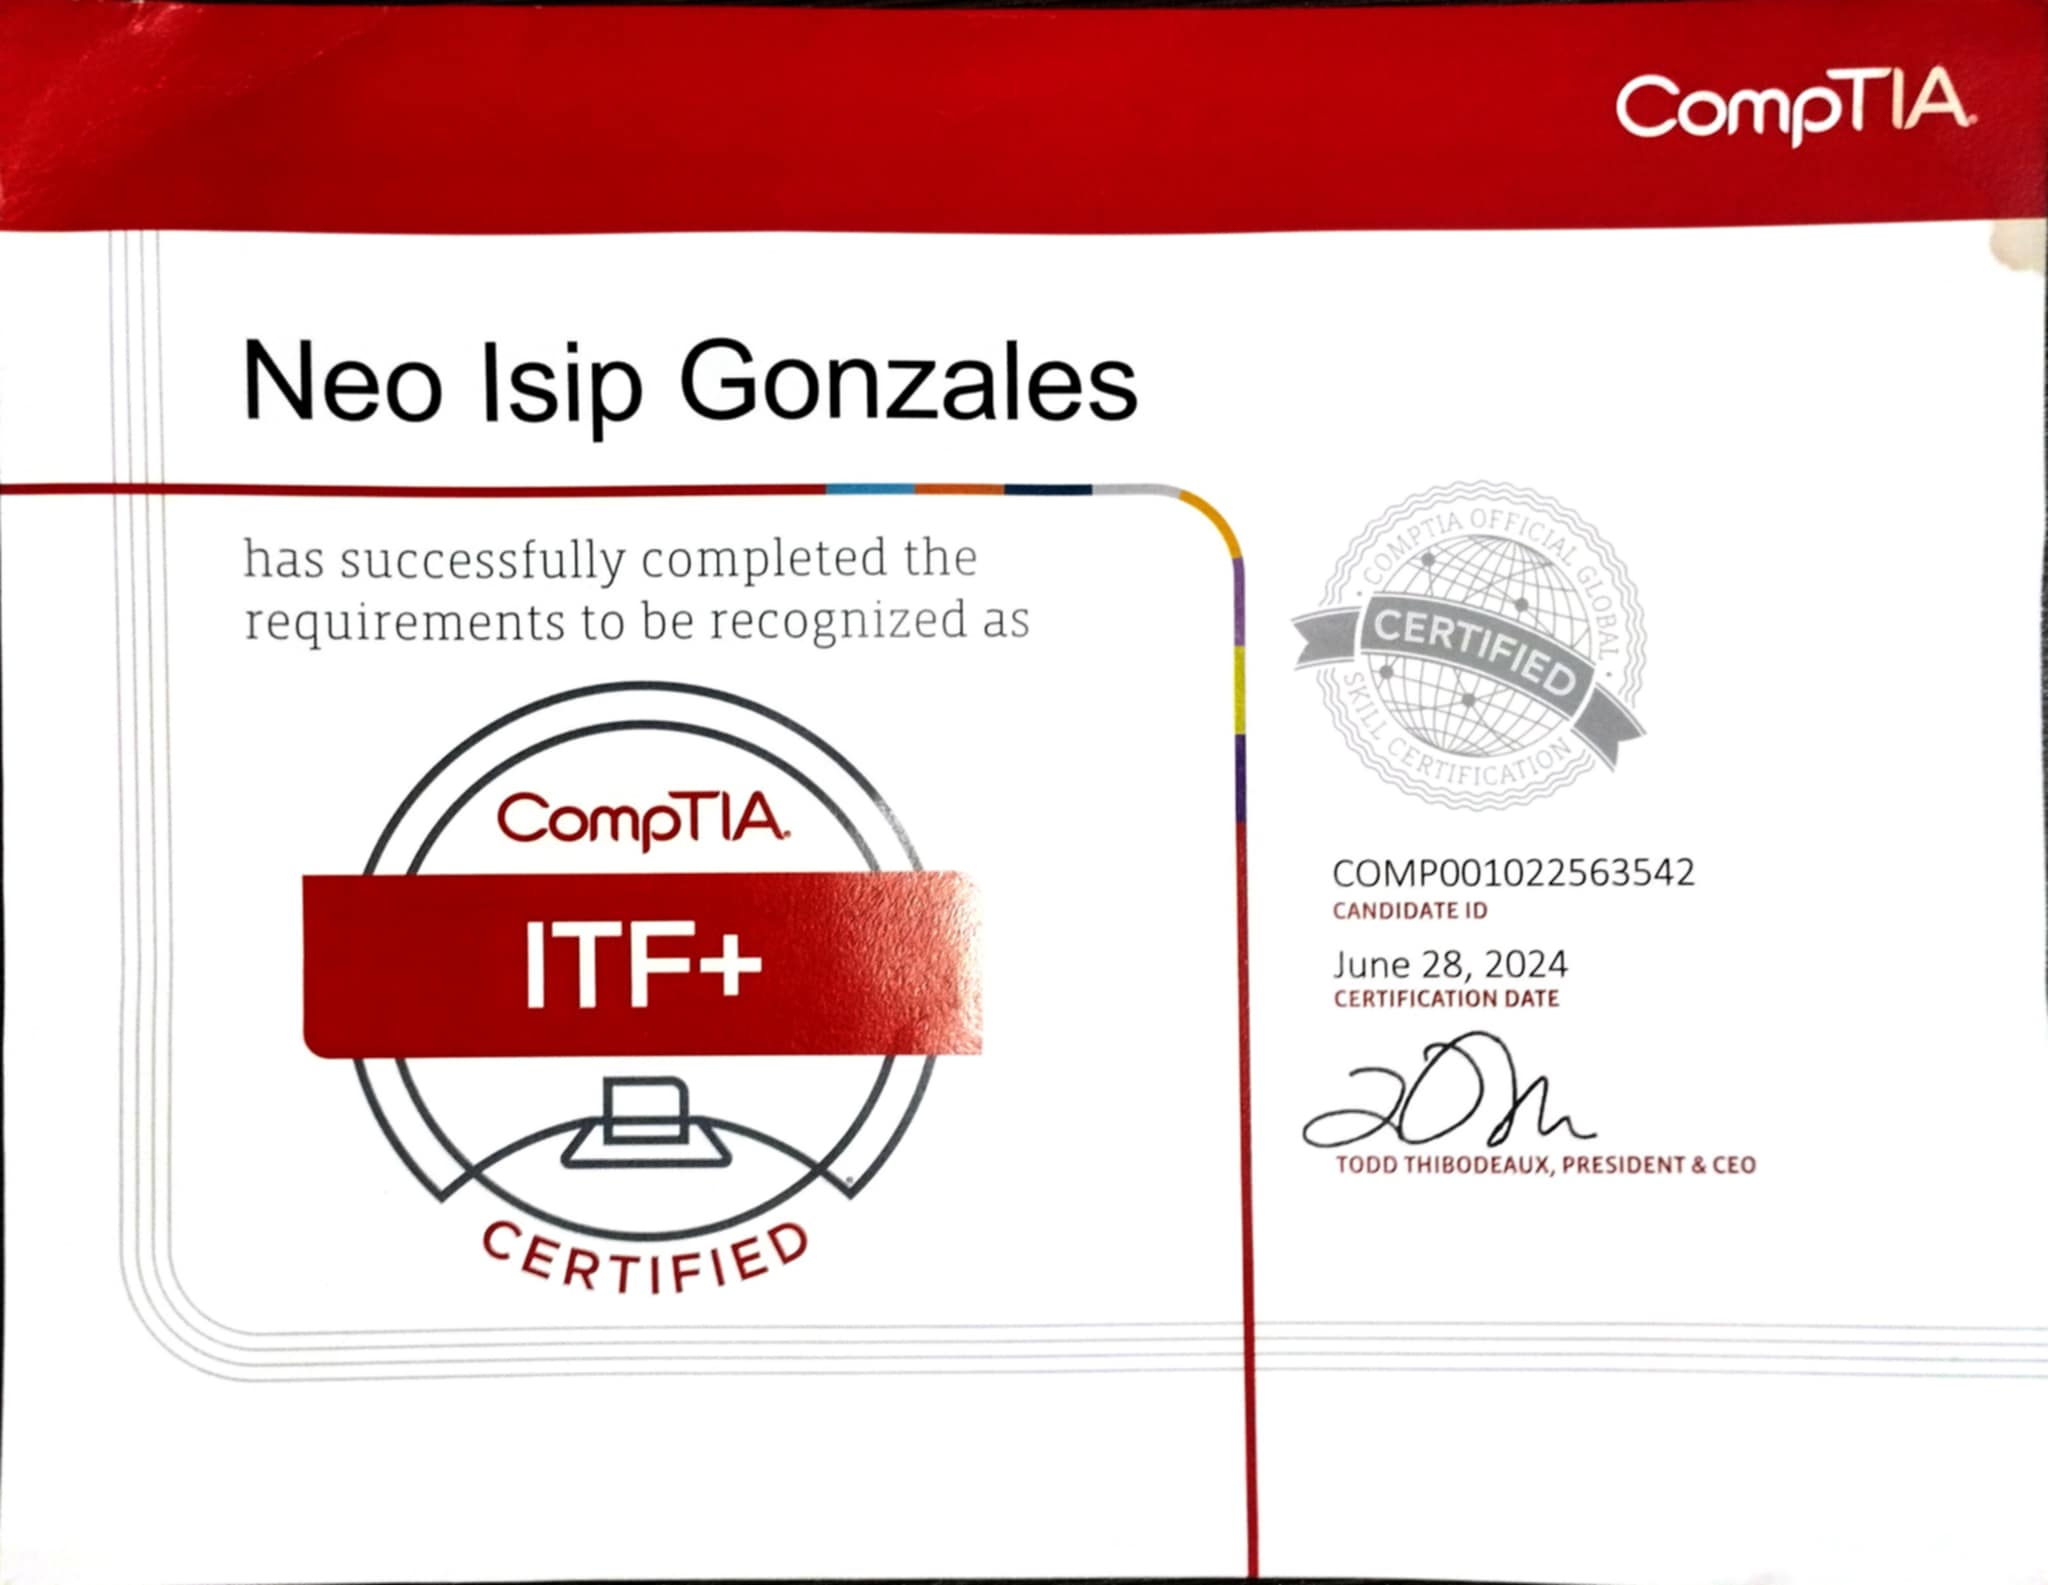 CompTIA
Neo Isip Gonzales
has successfully completed the
requirements to be recognized as
CompTIA
ITF+
CERTIFIED
COMPTIA OFFICIAL GLOBAL
CERTIFIED
SKILL CERTIFICATION
COMP001022563542
CANDIDATE ID
June 28, 2024
CERTIFICATION DATE
TODD THIBODEAUX, PRESIDENT & CEO